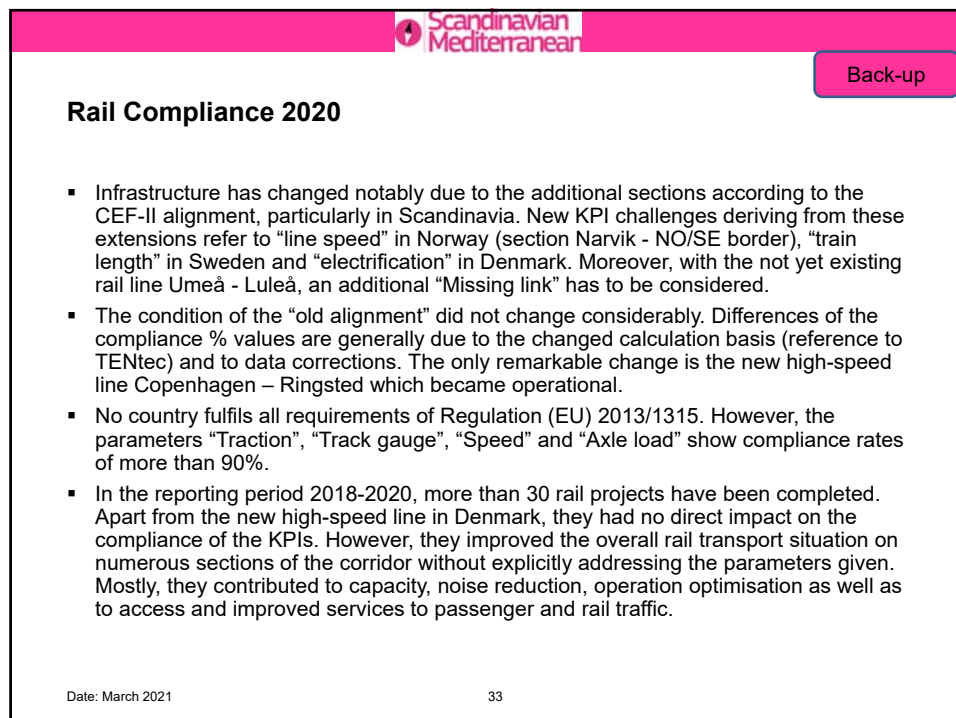 Scandinavian
Mediterranean
Back-up
Rail Compliance 2020
▪ Infrastructure has changed notably due to the additional sections according to the
CEF-II alignment, particularly in Scandinavia. New KPI challenges deriving from these
extensions refer to “line speed” in Norway (section Narvik - NO/SE border), “train
length” in Sweden and “electrification” in Denmark. Moreover, with the not yet existing
rail line Umeå - Luleå, an additional “Missing link” has to be considered.
▪ The condition of the “old alignment” did not change considerably. Differences of the
compliance % values are generally due to the changed calculation basis (reference to
TENtec) and to data corrections. The only remarkable change is the new high-speed
line Copenhagen – Ringsted which became operational.
▪ No country fulfils all requirements of Regulation (EU) 2013/1315. However, the
parameters “Traction”, “Track gauge”, “Speed” and “Axle load” show compliance rates
of more than 90%.
▪ In the reporting period 2018-2020, more than 30 rail projects have been completed.
Apart from the new high-speed line in Denmark, they had no direct impact on the
compliance of the KPIs. However, they improved the overall rail transport situation on
numerous sections of the corridor without explicitly addressing the parameters given.
Mostly, they contributed to capacity, noise reduction, operation optimisation as well as
to access and improved services to passenger and rail traffic.
Date: March 2021
33